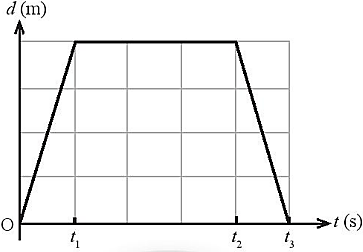 d (m)
O
t₁
t₂
t₃
t (s)